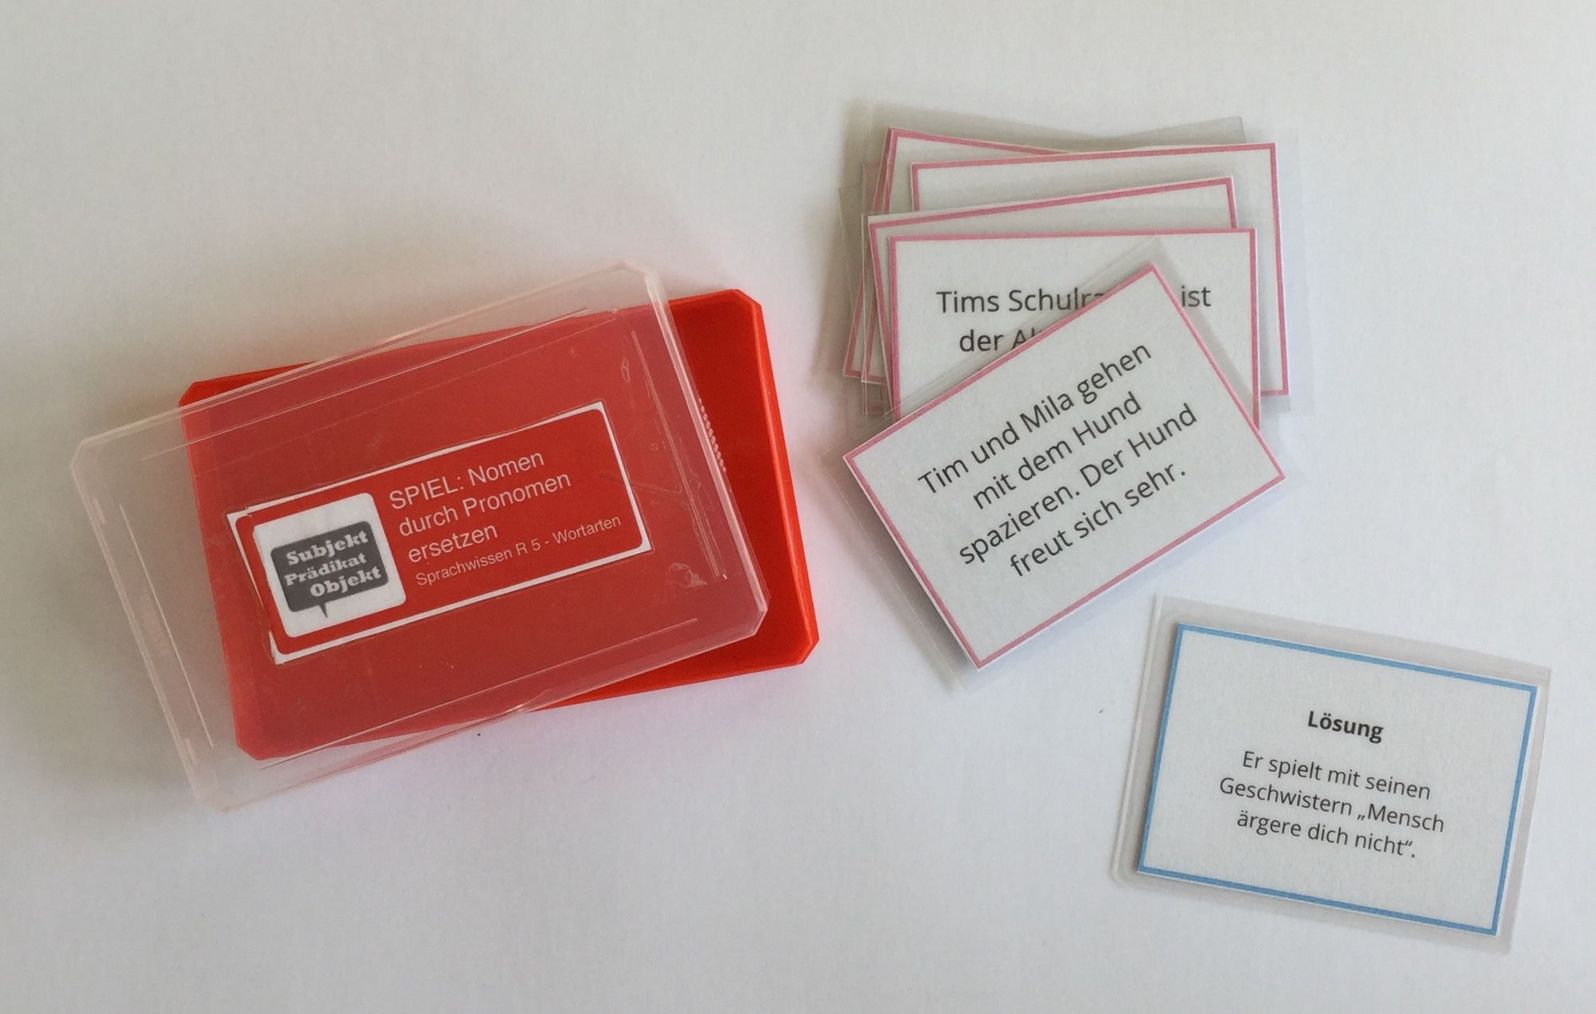 Subjekt
Prädikat
Objekt
SPIEL: Nomen
durch Pronomen
ersetzen
Sprachwissen R 5 - Wortarten
Tims ist
der
Tim und Mila gehen
mit dem Hund
spazieren. Der Hund
freut sich sehr.
Lösung
Er spielt mit seinen
Geschwistern „Mensch
ärgere dich nicht“.